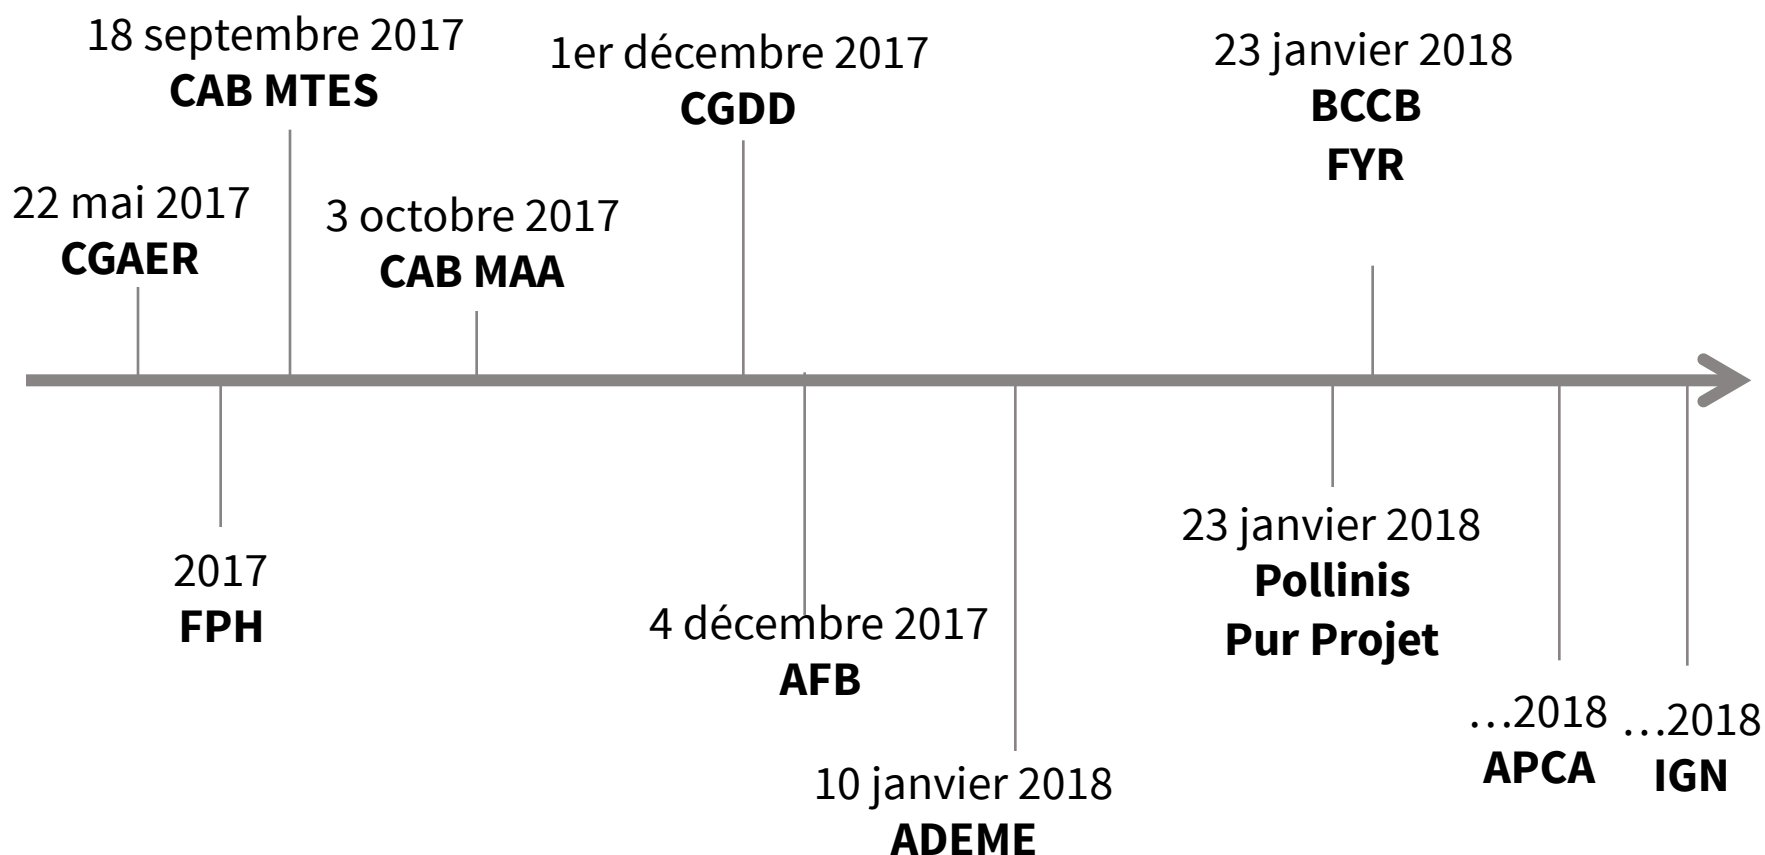 18 septembre 2017
CAB MTES
1er décembre 2017
CGDD
23 janvier 2018
BCCB
FYR
22 mai 2017
CGAER
3 octobre 2017
CAB MAA
2017
FPH
4 décembre 2017
AFB
10 janvier 2018
ADEME
23 janvier 2018
Pollinis
Pur Projet
…2018
APCA
…2018
IGN